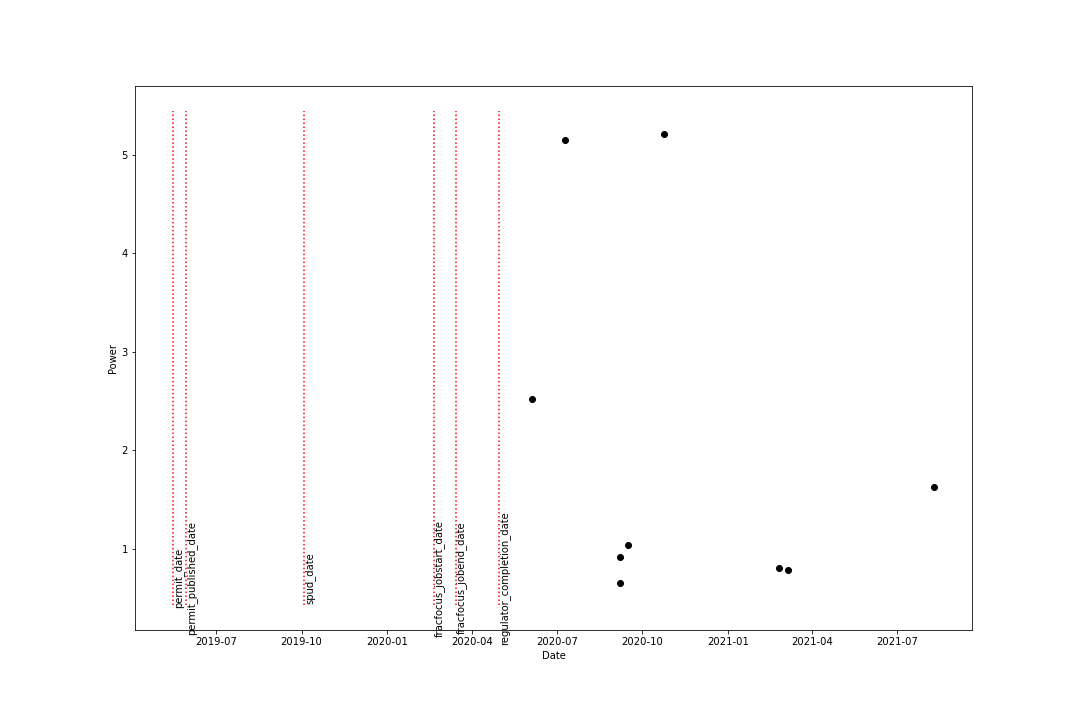 5
4
3
2
1
Power
permit_date
permit_published_date
spud_date
fracfocus_jobstart_date
fracfocus_jobend_date
regulator_completion_date
2019-07
2019-10
2020-01
2020-04
2020-07
2020-10
2021-01
2021-04
2021-07
Date